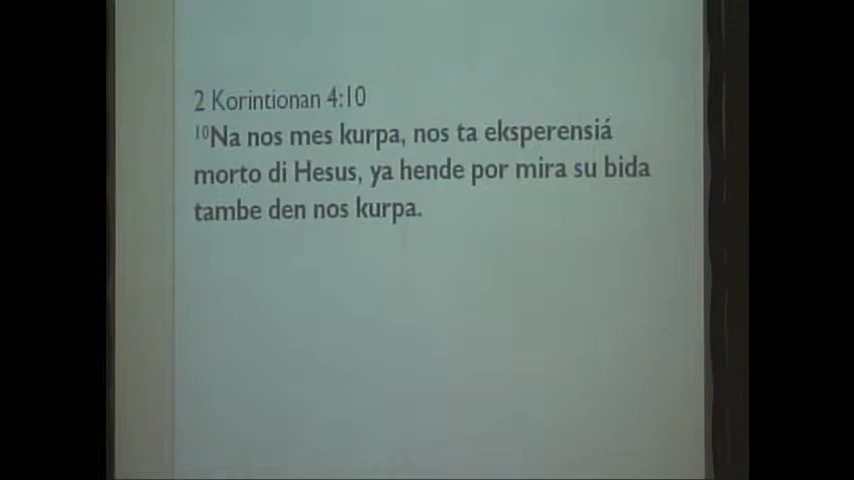 2 Korintionan 4:10
¹⁰Na nos mes kurpa, nos ta eksperensiá
morto di Hesus, ya hende por mira su bida
tambe den nos kurpa.